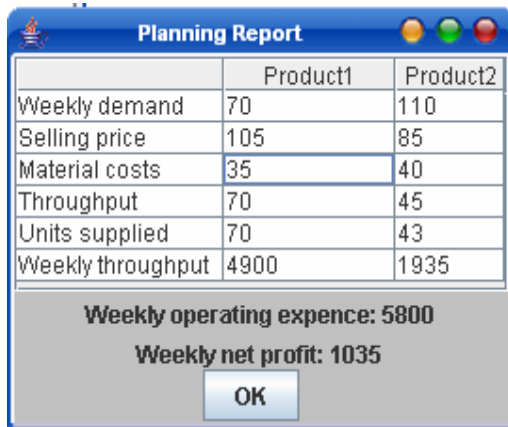 Planning Report
Product1 Product2
Weekly demand 70 110
Selling price 105 85
Material costs 35 40
Throughput 70 45
Units supplied 70 43
Weekly throughput 4900 1935
Weekly operating expence: 5800
Weekly net profit: 1035
OK